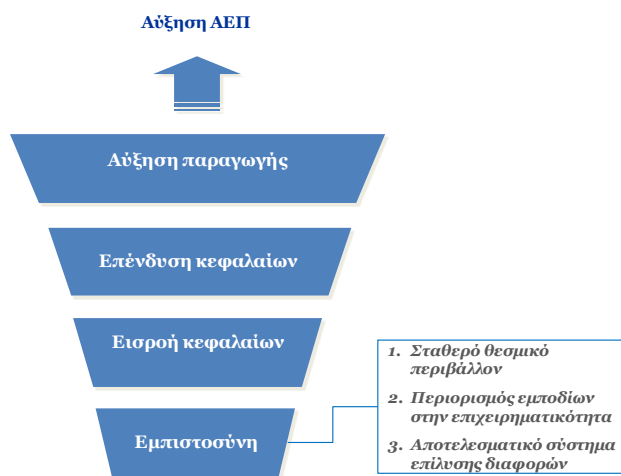 Αύξηση ΑΕΠ
Αύξηση παραγωγής
Επένδυση κεφαλαίων
Εισροή κεφαλαίων
Εμπιστοσύνη
1. Σταθερό θεσμικό
περιβάλλον
2. Περιορισμός εμποδίων
στην επιχειρηματικότητα
3. Αποτελεσματικό σύστημα
επίλυσης διαφορών